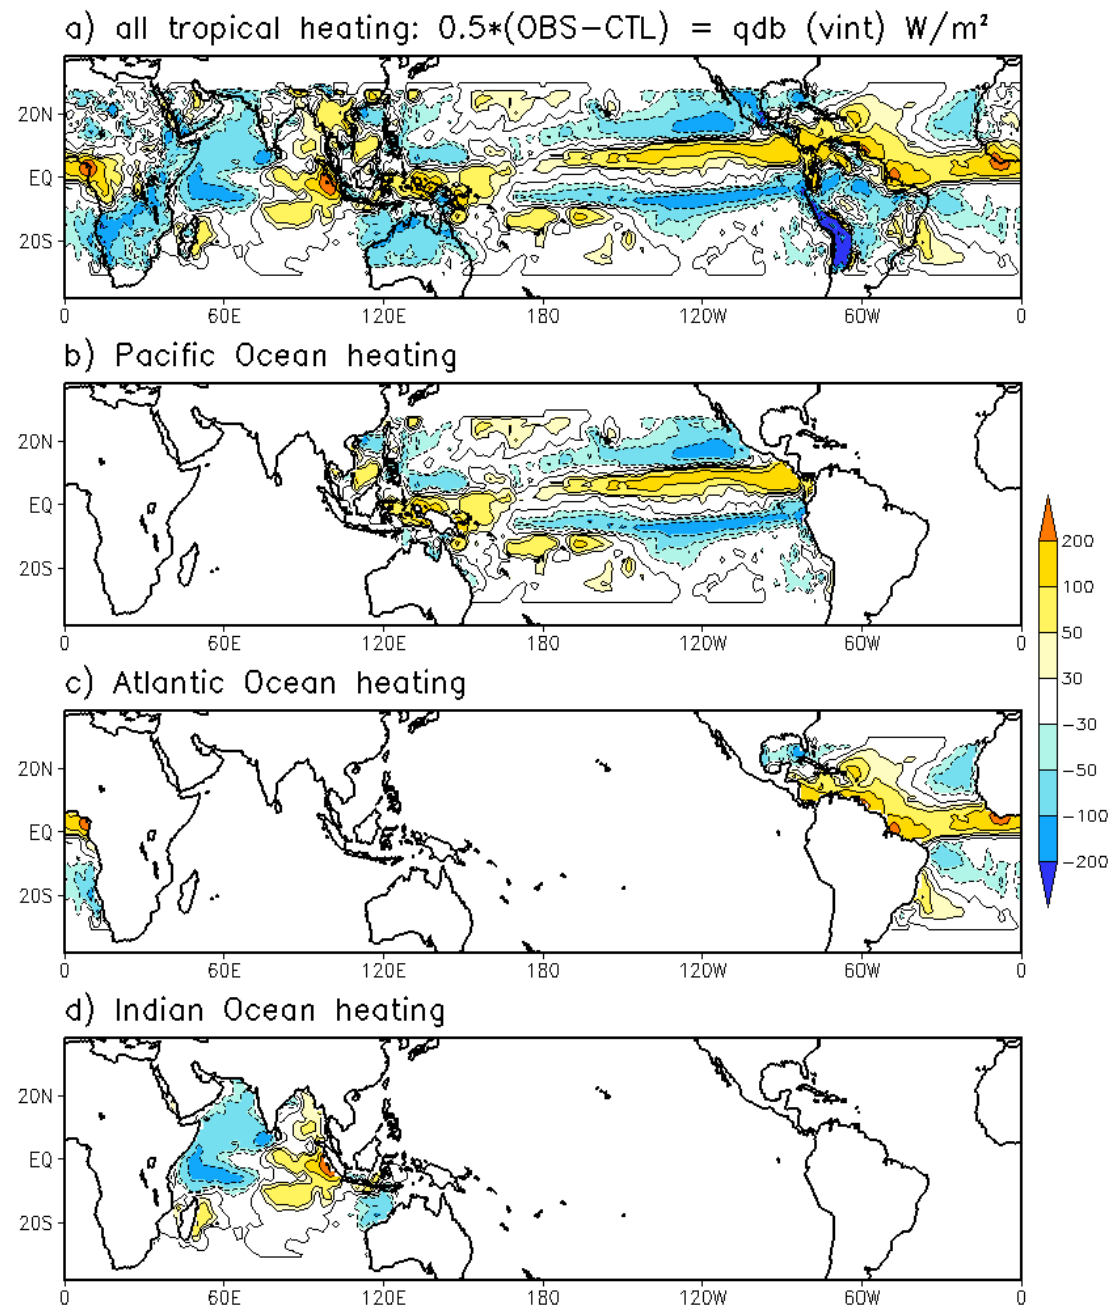 a) all tropical heating: 0.5*(OBS−CTL) = qdb (vint) W/m²
20N
EQ
20S
0 60E 120E 180 120W 60W 0
b) Pacific Ocean heating
20N
EQ
20S
0 60E 120E 180 120W 60W 0
200
100
50
30
−30
−50
−100
−200
c) Atlantic Ocean heating
20N
EQ
20S
0 60E 120E 180 120W 60W 0
d) Indian Ocean heating
20N
EQ
20S
0 60E 120E 180 120W 60W 0